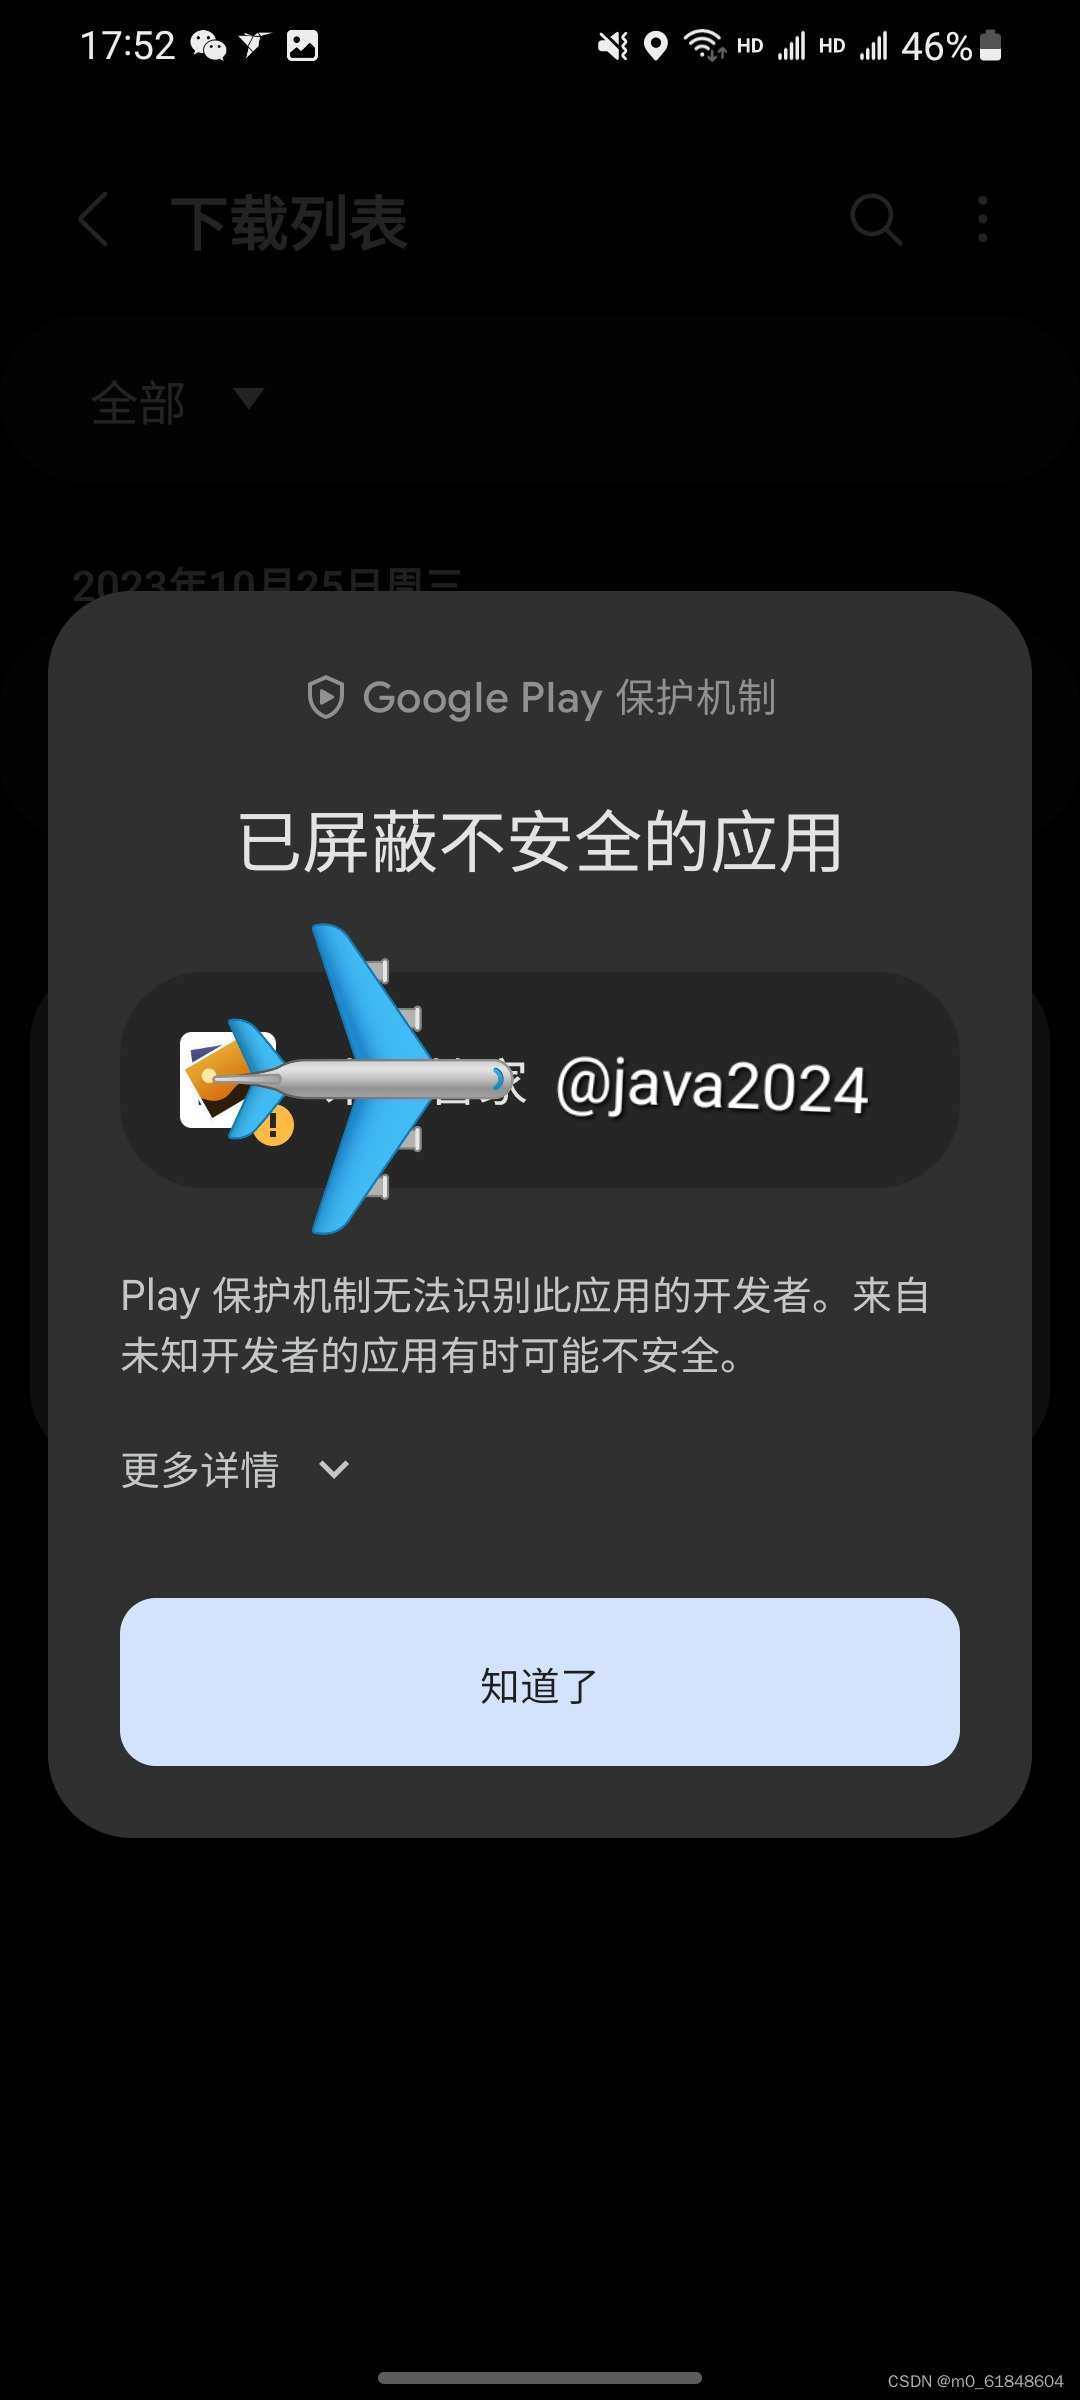 17:52 HD HD 46%
下载列表
全部
2023年10月25日周三
Google Play 保护机制
已屏蔽不安全的应用
家 @java2024
Play 保护机制无法识别此应用的开发者。来自
未知开发者的应用有时可能不安全。
更多详情
知道了
CSDN @m0_61848604